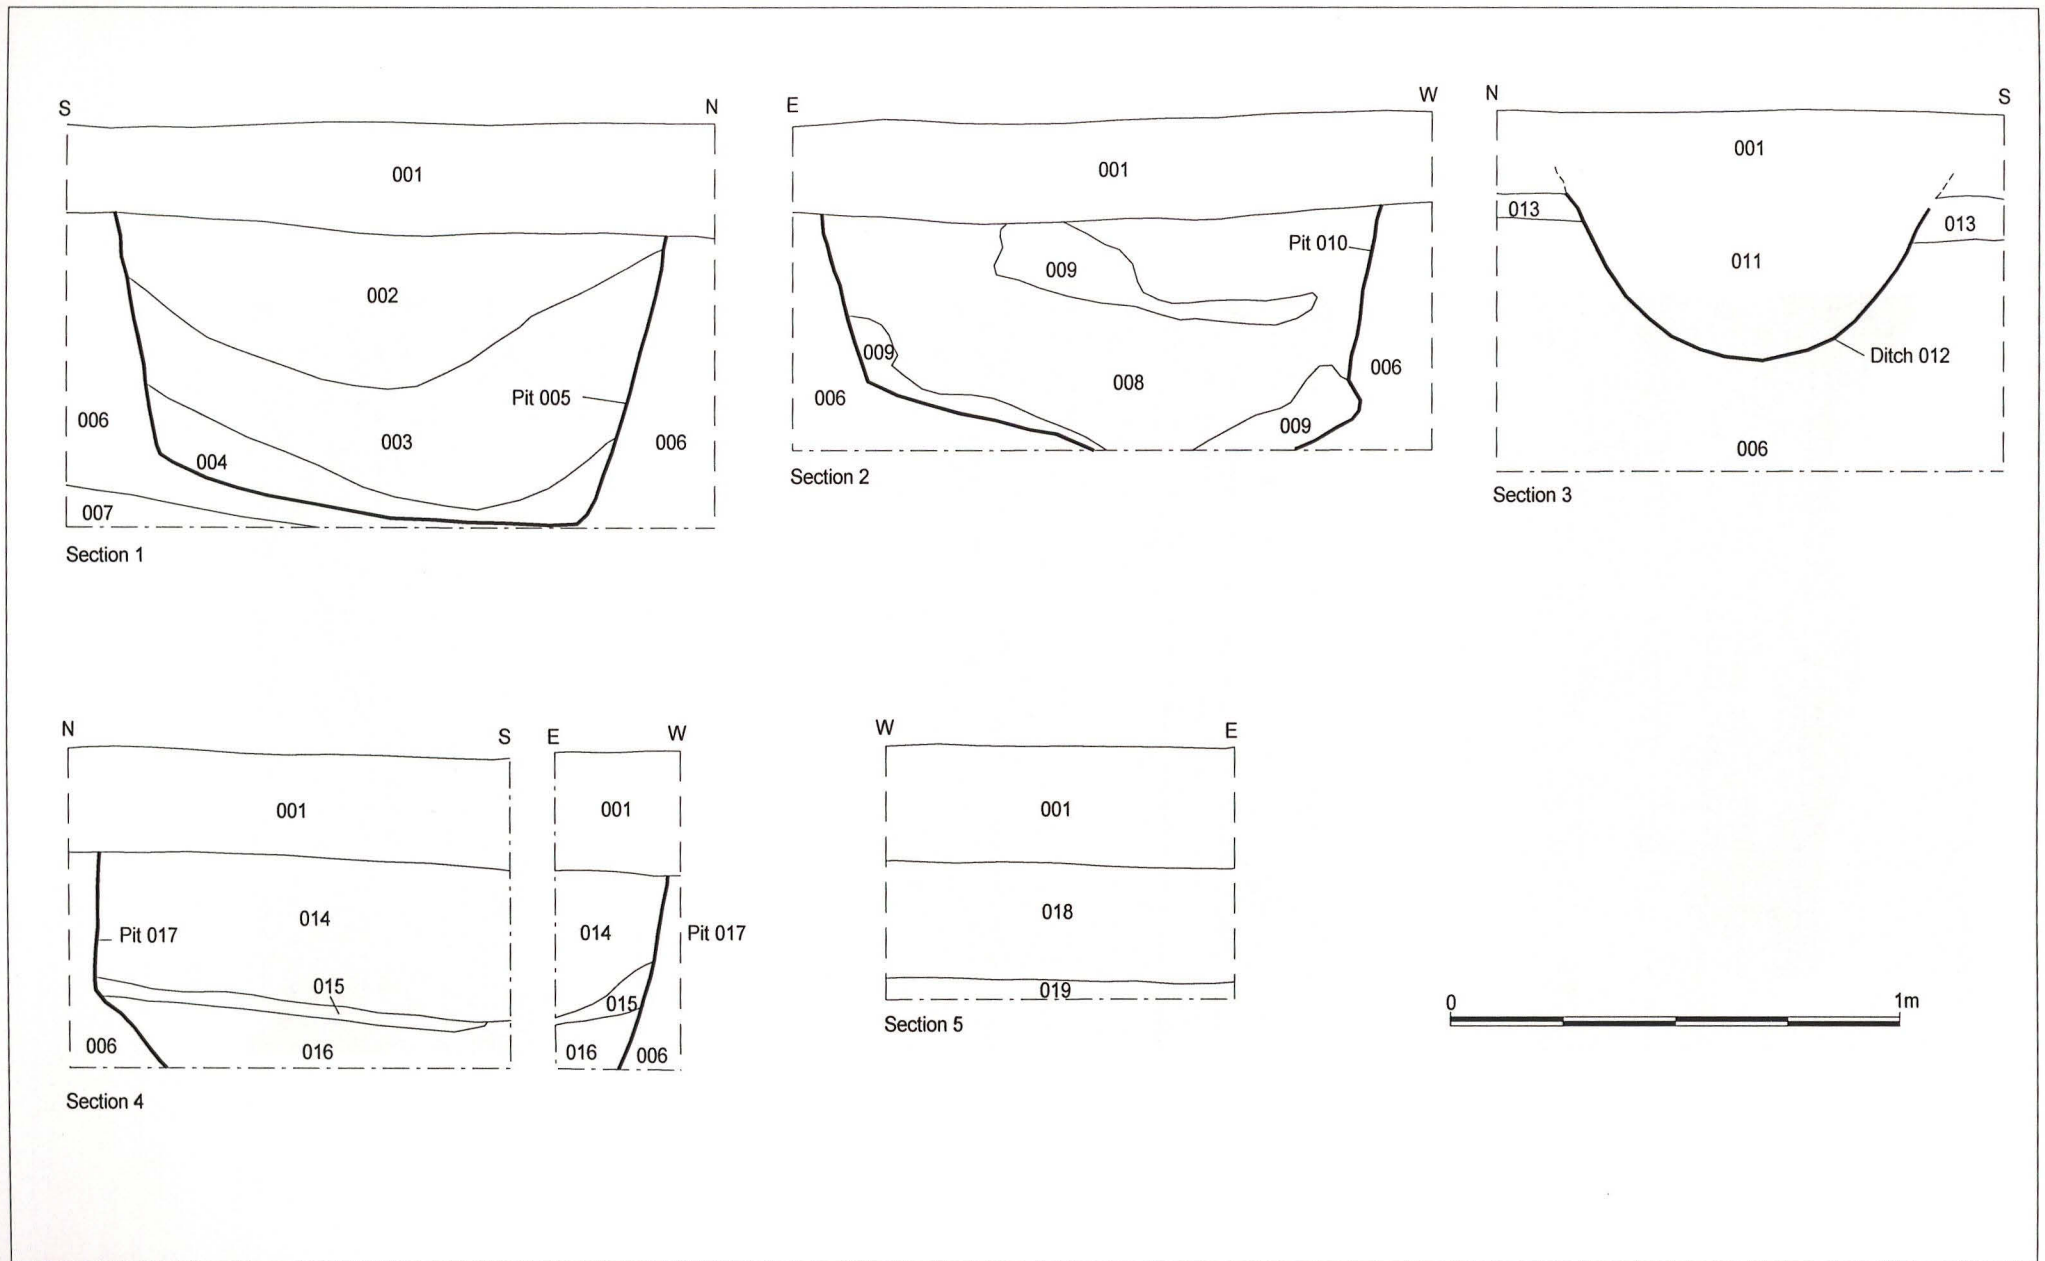 S N
001
002
Pit 005
006 003 006
004
007
Section 1
E W
001
Pit 010
009
009
008 006
006
009
Section 2
N S
001
013 013
011
Ditch 012
006
Section 3
N S
001
014
Pit 017
015
006 016
Section 4
E W
001
014 Pit 017
015
016 006
W E
001
018
019
Section 5
0 1m